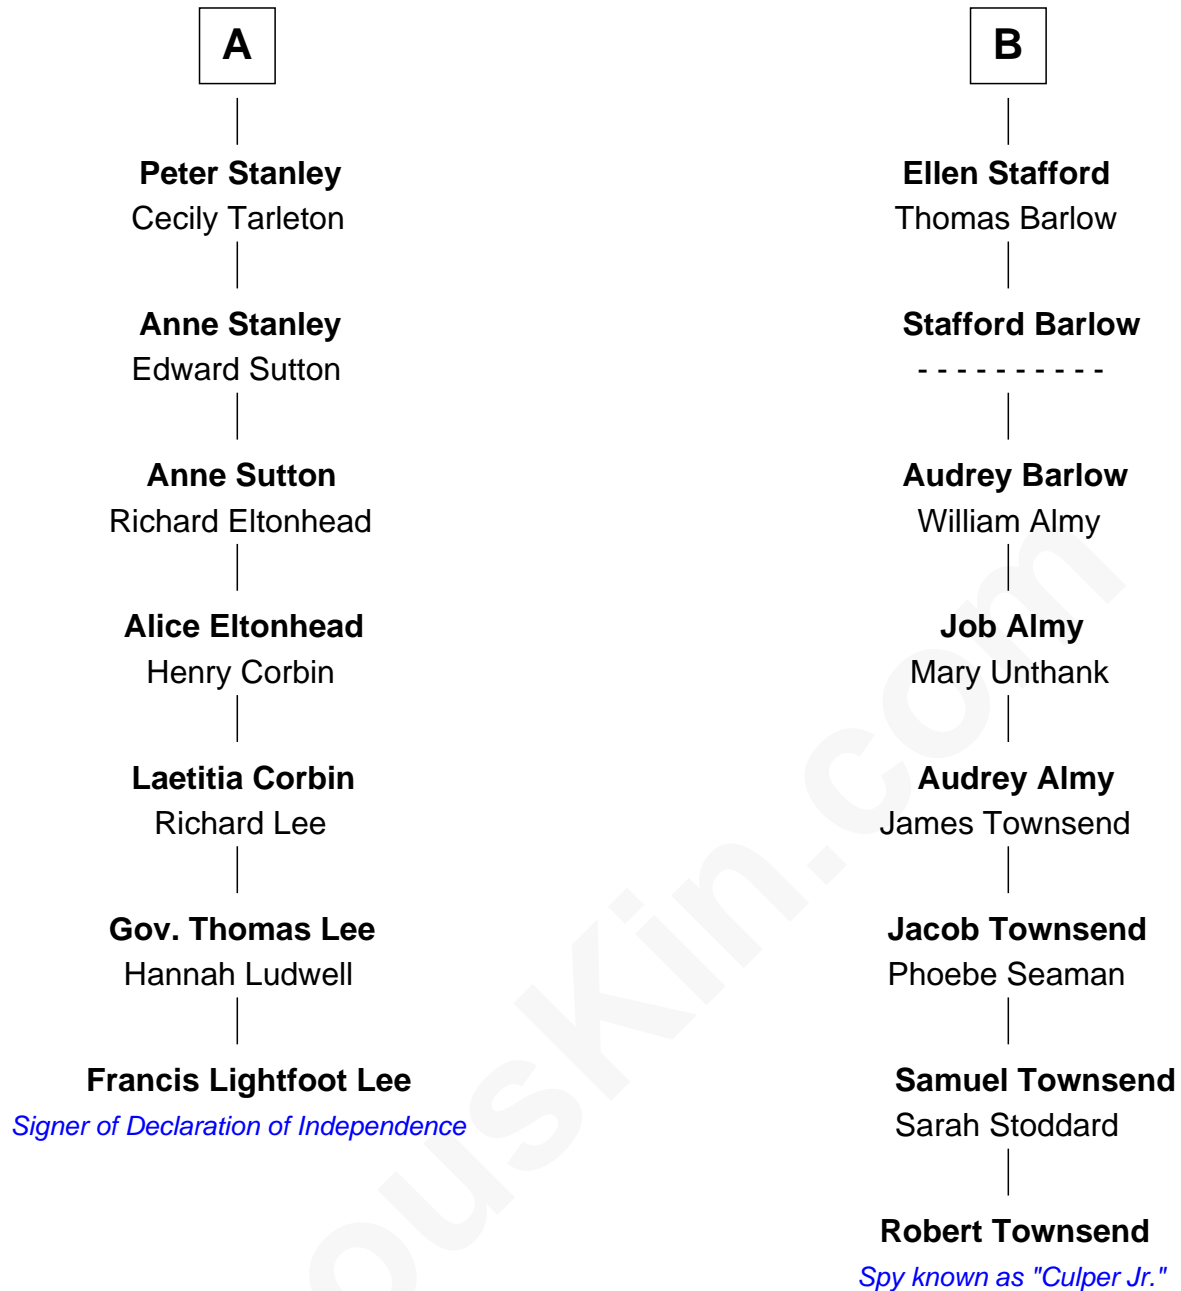 A
Peter Stanley
Cecily Tarleton
Anne Stanley
Edward Sutton
Anne Sutton
Richard Eltonhead
Alice Eltonhead
Henry Corbin
Laetitia Corbin
Richard Lee
Gov. Thomas Lee
Hannah Ludwell
Francis Lightfoot Lee
Signer of Declaration of Independence
B
Ellen Stafford
Thomas Barlow
Stafford Barlow
- - - - - - - - - -
Audrey Barlow
William Almy
Job Almy
Mary Unthank
Audrey Almy
James Townsend
Jacob Townsend
Phoebe Seaman
Samuel Townsend
Sarah Stoddard
Robert Townsend
Spy known as "Culper Jr."
ousKin.com